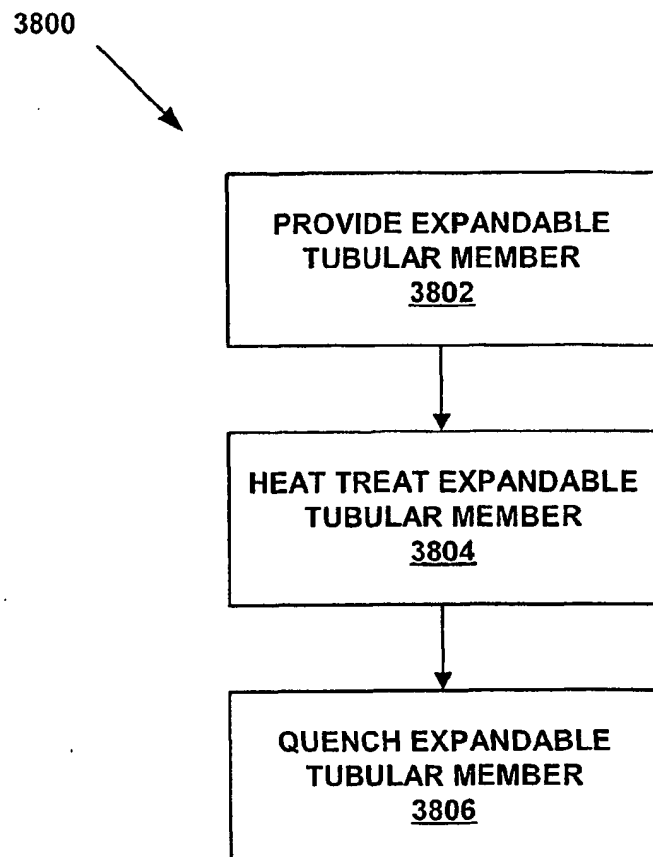 3800
PROVIDE EXPANDABLE
TUBULAR MEMBER
3802
HEAT TREAT EXPANDABLE
TUBULAR MEMBER
3804
QUENCH EXPANDABLE
TUBULAR MEMBER
3806